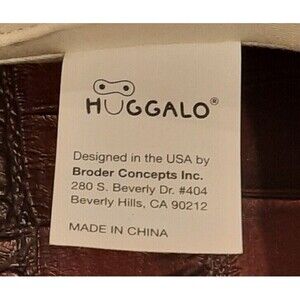 HUGGALO®
Designed in the USA by
Broder Concepts Inc.
280 S. Beverly Dr. #404
Beverly Hills, CA 90212
MADE IN CHINA